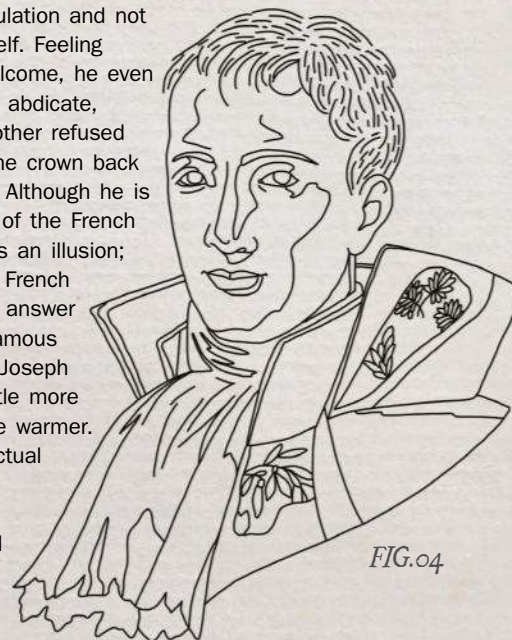 ulation and not
elf. Feeling
lcome, he even
abdicate,
other refused
ne crown back
Although he is
of the French
s an illusion;
French
answer
amous
Joseph
tle more
e warmer.
ctual
FIG.04